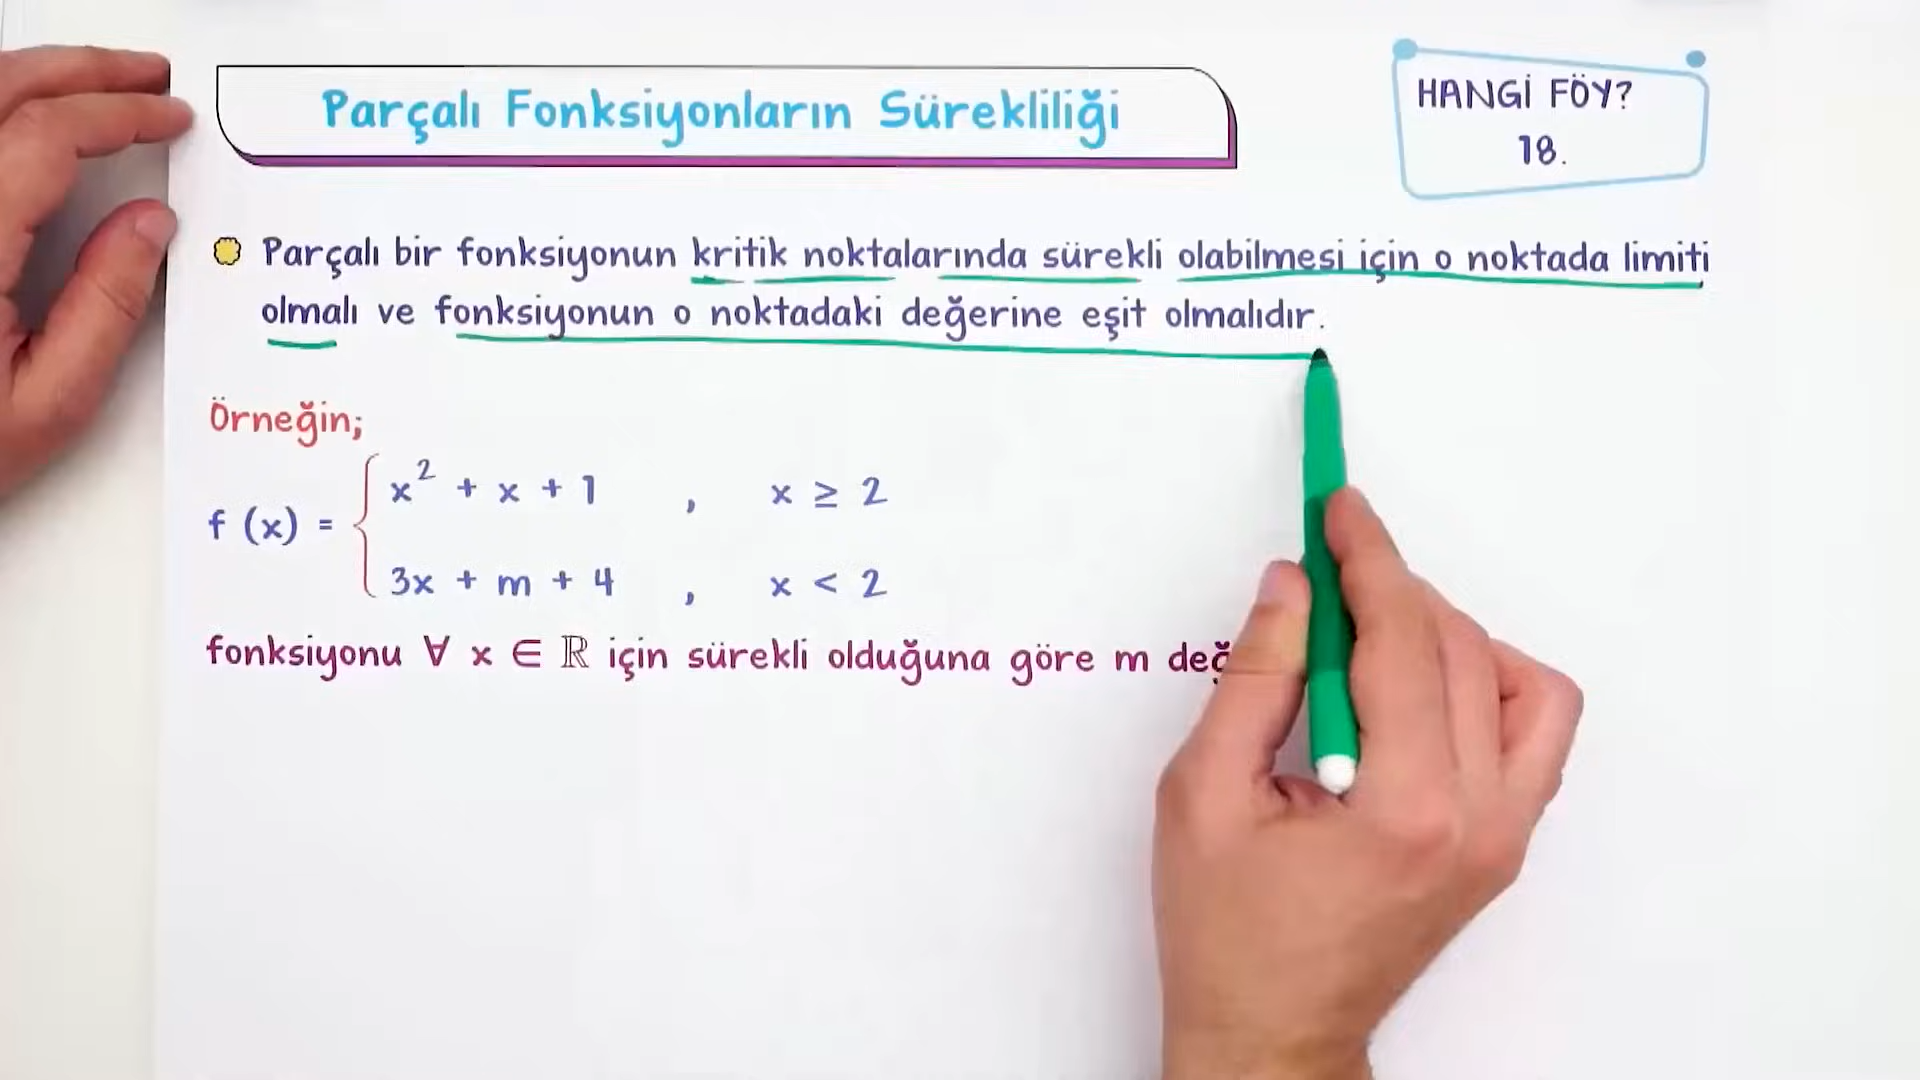 Parçalı Fonksiyonların Sürekliliği
HANGİ FÖY?
18.
Parçalı bir fonksiyonun kritik noktalarında sürekli olabilmesi için o noktada limiti
olmalı ve fonksiyonun o noktadaki değerine eşit olmalıdır.
Örneğin;
f (x) =
x² + x + 1 , x ≥ 2
3x + m + 4 , x < 2
fonksiyonu ∀ x ∈ ℝ için sürekli olduğuna göre m